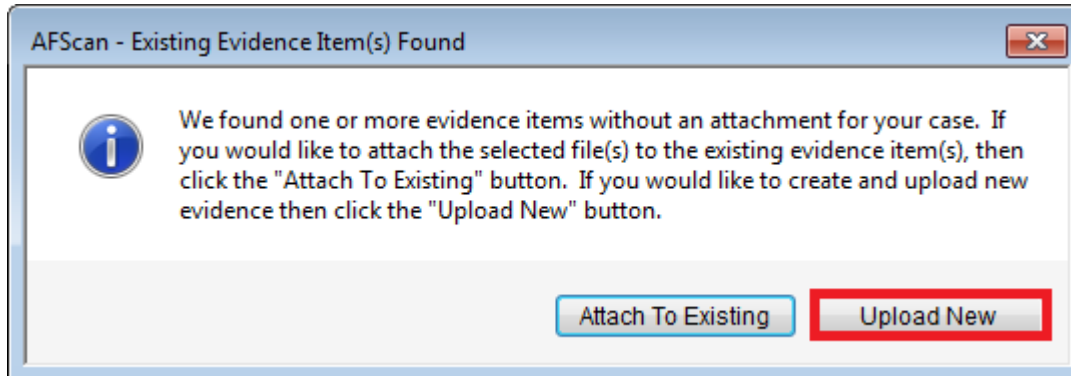 AFScan - Existing Evidence Item(s) Found
We found one or more evidence items without an attachment for your case.  If
you would like to attach the selected file(s) to the existing evidence item(s), then
click the "Attach To Existing" button.  If you would like to create and upload new
evidence then click the "Upload New" button.
Attach To Existing
Upload New